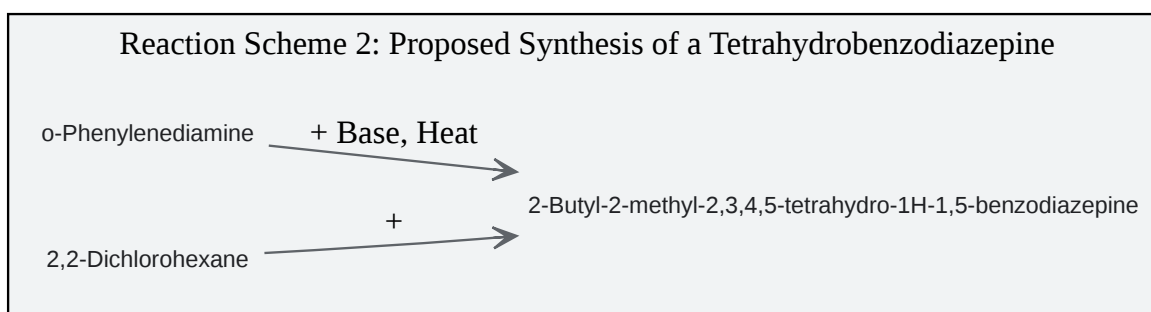 Reaction Scheme 2: Proposed Synthesis of a Tetrahydrobenzodiazepine
o-Phenylenediamine
+ Base, Heat
2-Butyl-2-methyl-2,3,4,5-tetrahydro-1H-1,5-benzodiazepine
+
2,2-Dichlorohexane